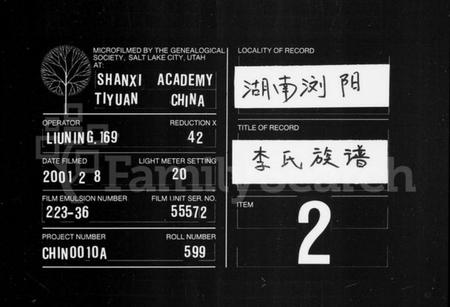 MICROFILMED BY THE GENEALOGICAL
SOCIETY, SALT LAKE CITY, UTAH
AT:
SHANXI ACADEMY
TIYUAN CHINA
OPERATOR REDUCTION X
LIUNING,169 42
DATE FILMED LIGHT METER SETTING
2001 2 8 20
FILM EMULSION NUMBER FILM UNIT SER. NO.
223-36 55572
PROJECT NUMBER ROLL NUMBER
CHIN0010A 599
LOCALITY OF RECORD
湖南浏阳
TITLE OF RECORD
李氏族谱
ITEM
2
FamilySearch